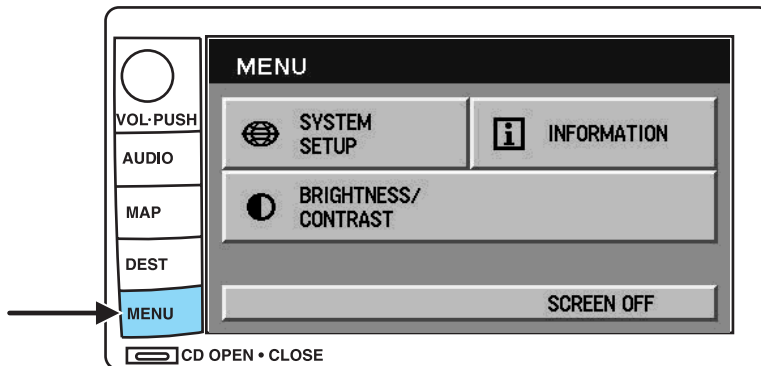 MENU
VOL·PUSH
SYSTEM
SETUP
INFORMATION
AUDIO
BRIGHTNESS/
CONTRAST
MAP
DEST
MENU
SCREEN OFF
CD OPEN • CLOSE